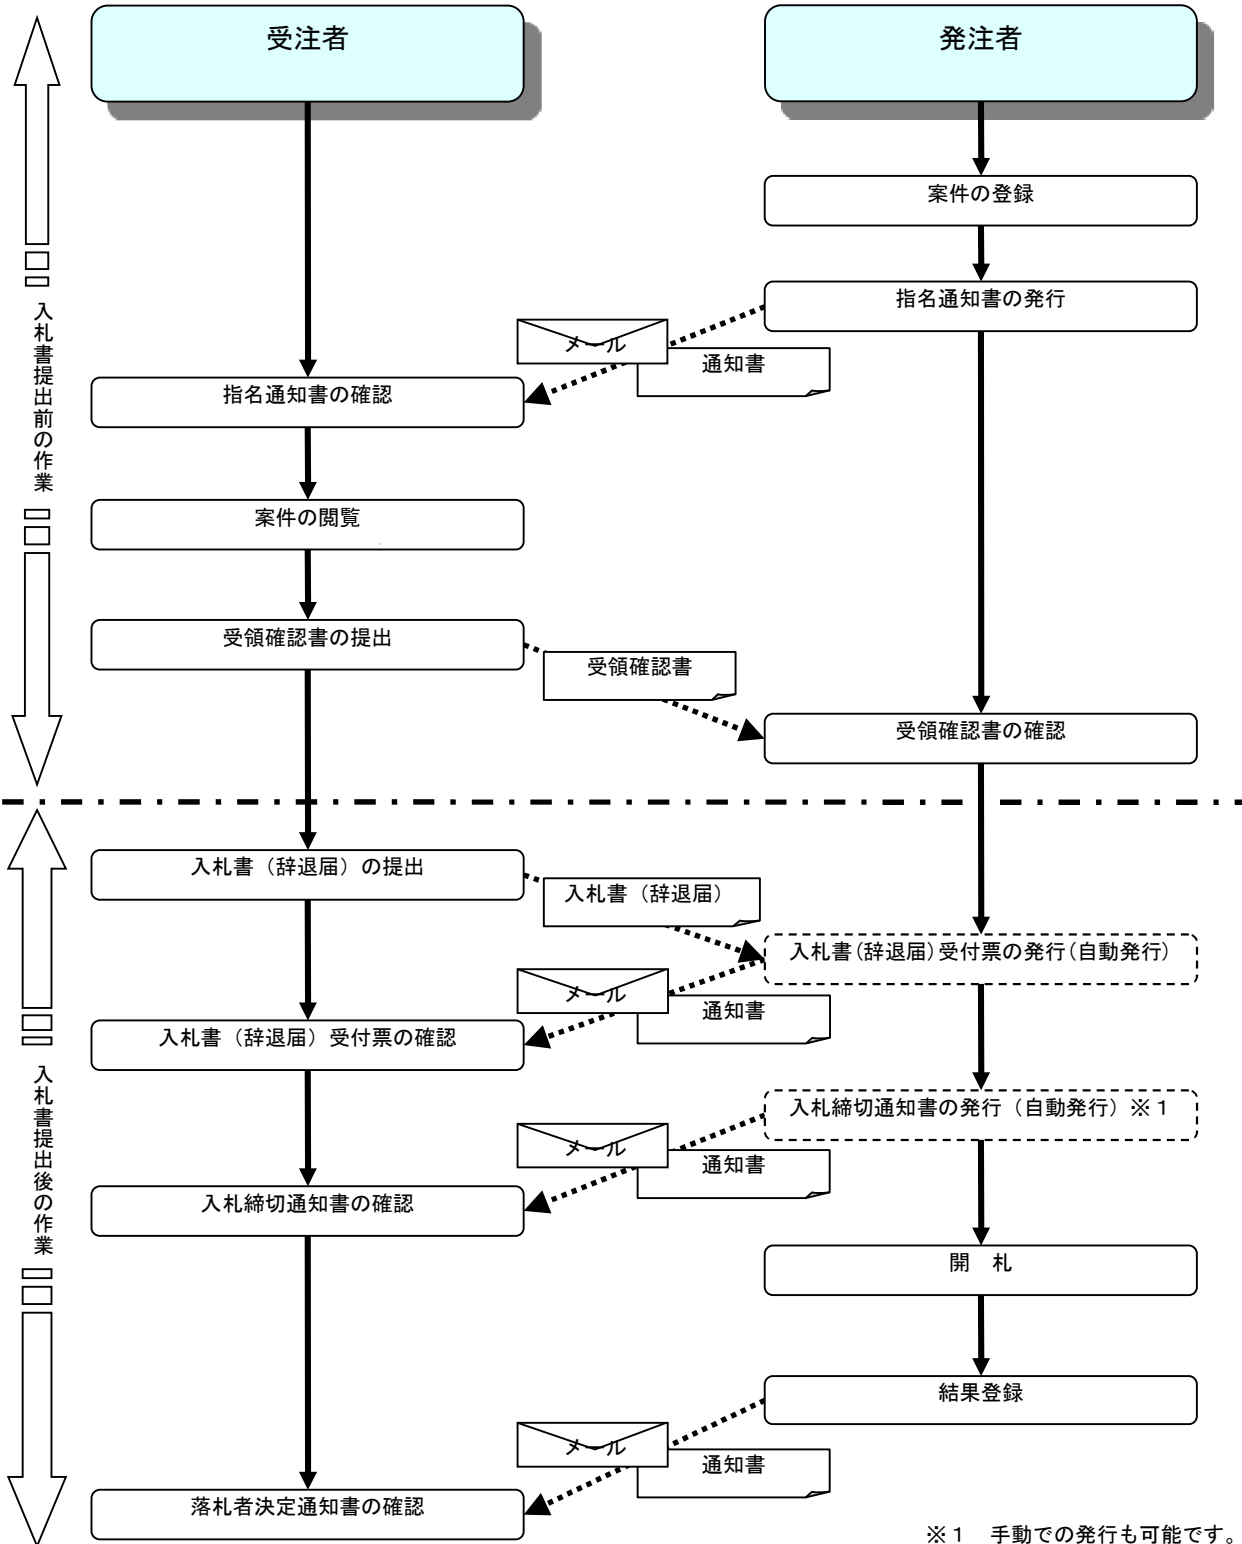 受注者
発注者
案件の登録
指名通知書の発行
メール
通知書
指名通知書の確認
入札書提出前の作業
案件の閲覧
受領確認書の提出
受領確認書
受領確認書の確認
入札書（辞退届）の提出
入札書（辞退届）
入札書(辞退届)受付票の発行(自動発行)
メール
通知書
入札書（辞退届）受付票の確認
入札書提出後の作業
入札締切通知書の発行（自動発行）※１
メール
通知書
入札締切通知書の確認
開　札
結果登録
メール
通知書
落札者決定通知書の確認
※１　手動での発行も可能です。